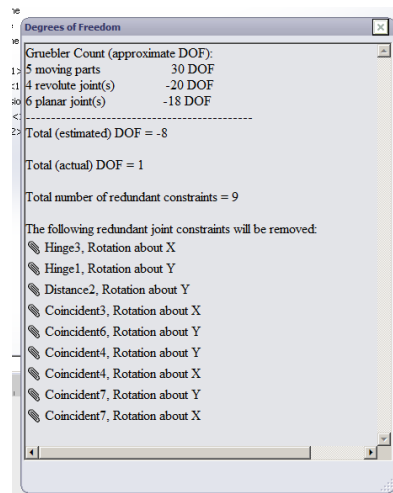 Degrees of Freedom
Gruebler Count (approximate DOF):
5 moving parts 30 DOF
4 revolute joint(s) -20 DOF
6 planar joint(s) -18 DOF
--------------------------------------------------
Total (estimated) DOF = -8
Total (actual) DOF = 1
Total number of redundant constraints = 9
The following redundant joint constraints will be removed:
Hinge3, Rotation about X
Hinge1, Rotation about Y
Distance2, Rotation about Y
Coincident3, Rotation about X
Coincident6, Rotation about Y
Coincident4, Rotation about Y
Coincident4, Rotation about X
Coincident7, Rotation about Y
Coincident7, Rotation about X